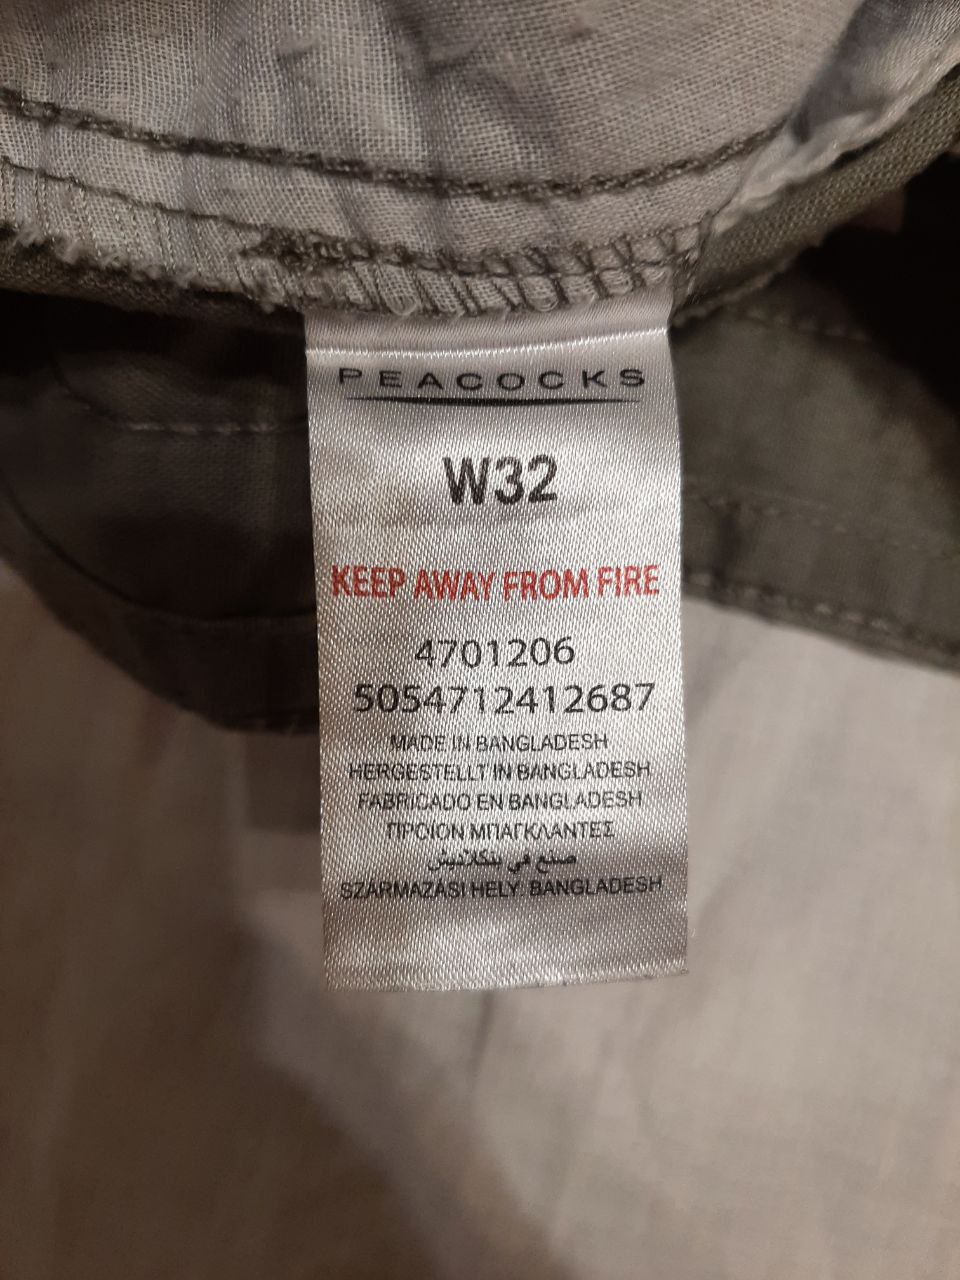 PEACOCKS
W32
KEEP AWAY FROM FIRE
4701206
5054712412687
MADE IN BANGLADESH
HERGESTELLT IN BANGLADESH
FABRICADO EN BANGLADESH
ΠΡΟΙΟΝ ΜΠΑΓΚΛΑΝΤΕΣ
صنع في بنكلاديش
SZÁRMAZÁSI HELY: BANGLADESH